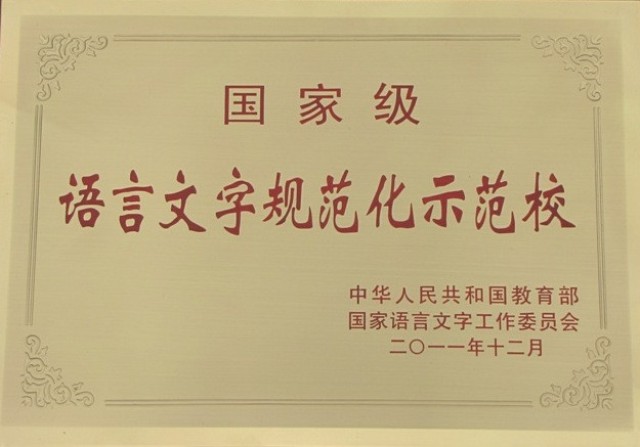 国家级
语言文字规范化示范校
中华人民共和国教育部
国家语言文字工作委员会
二〇一一年十二月